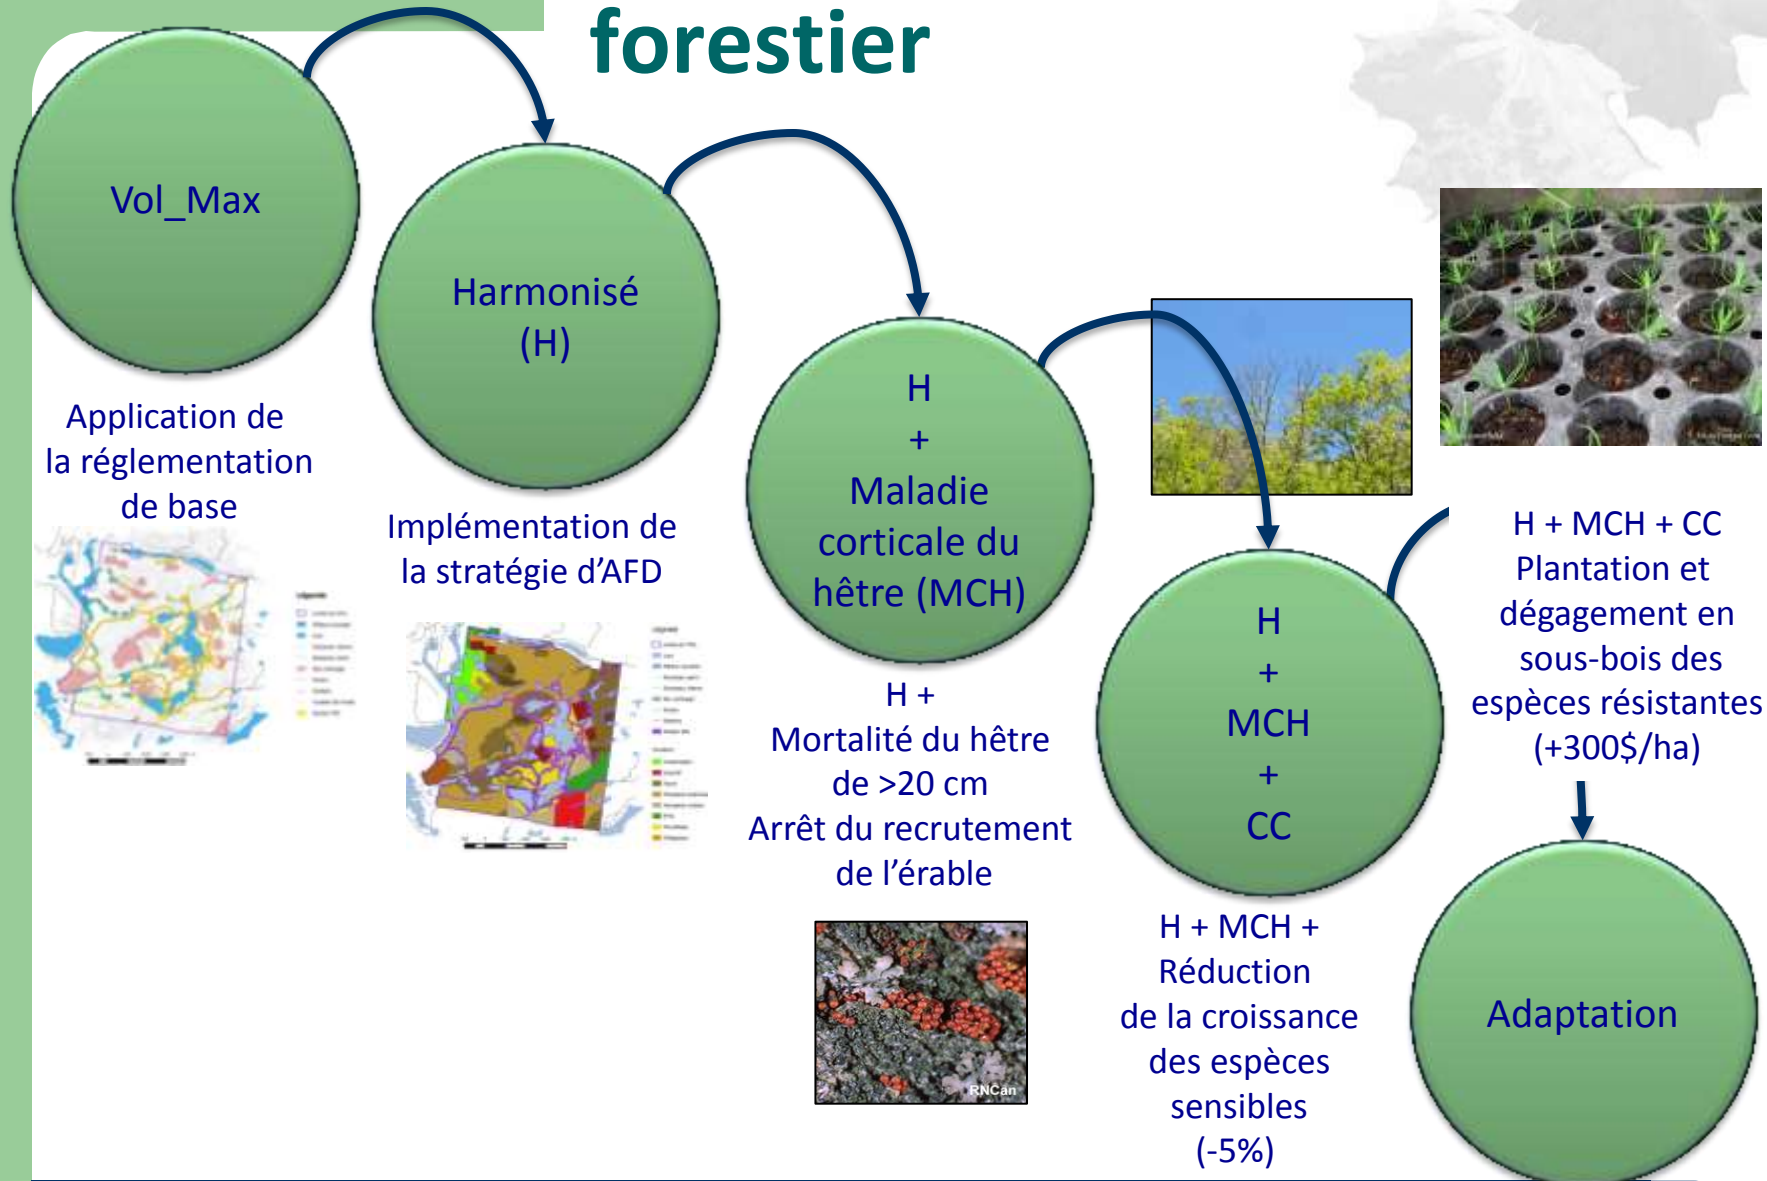 forestier
Vol_Max
Application de
la réglementation
de base
Harmonisé
(H)
Implémentation de
la stratégie d’AFD
H
+
Maladie
corticale du
hêtre (MCH)
H +
Mortalité du hêtre
de >20 cm
Arrêt du recrutement
de l’érable
RNCan
H
+
MCH
+
CC
H + MCH +
Réduction
de la croissance
des espèces
sensibles
(-5%)
H + MCH + CC
Plantation et
dégagement en
sous-bois des
espèces résistantes
(+300$/ha)
Adaptation